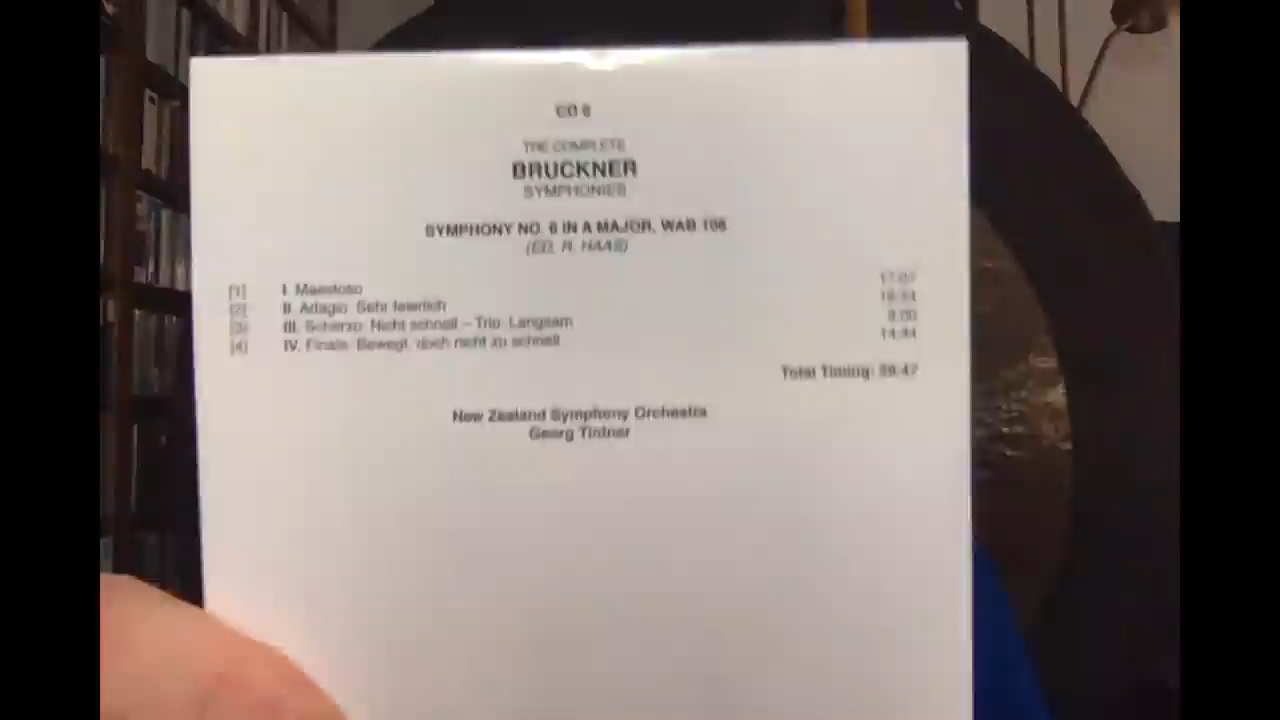 CD 6
THE COMPLETE
BRUCKNER
SYMPHONIES
SYMPHONY NO. 6 IN A MAJOR, WAB 106
(ED. R. HAAS)
[1] I. Maestoso
[2] II. Adagio. Sehr feierlich
[3] III. Scherzo. Nicht schnell – Trio. Langsam
[4] IV. Finale. Bewegt, doch nicht zu schnell 14:44
Total Timing:
New Zealand Symphony Orchestra
Georg Tintner